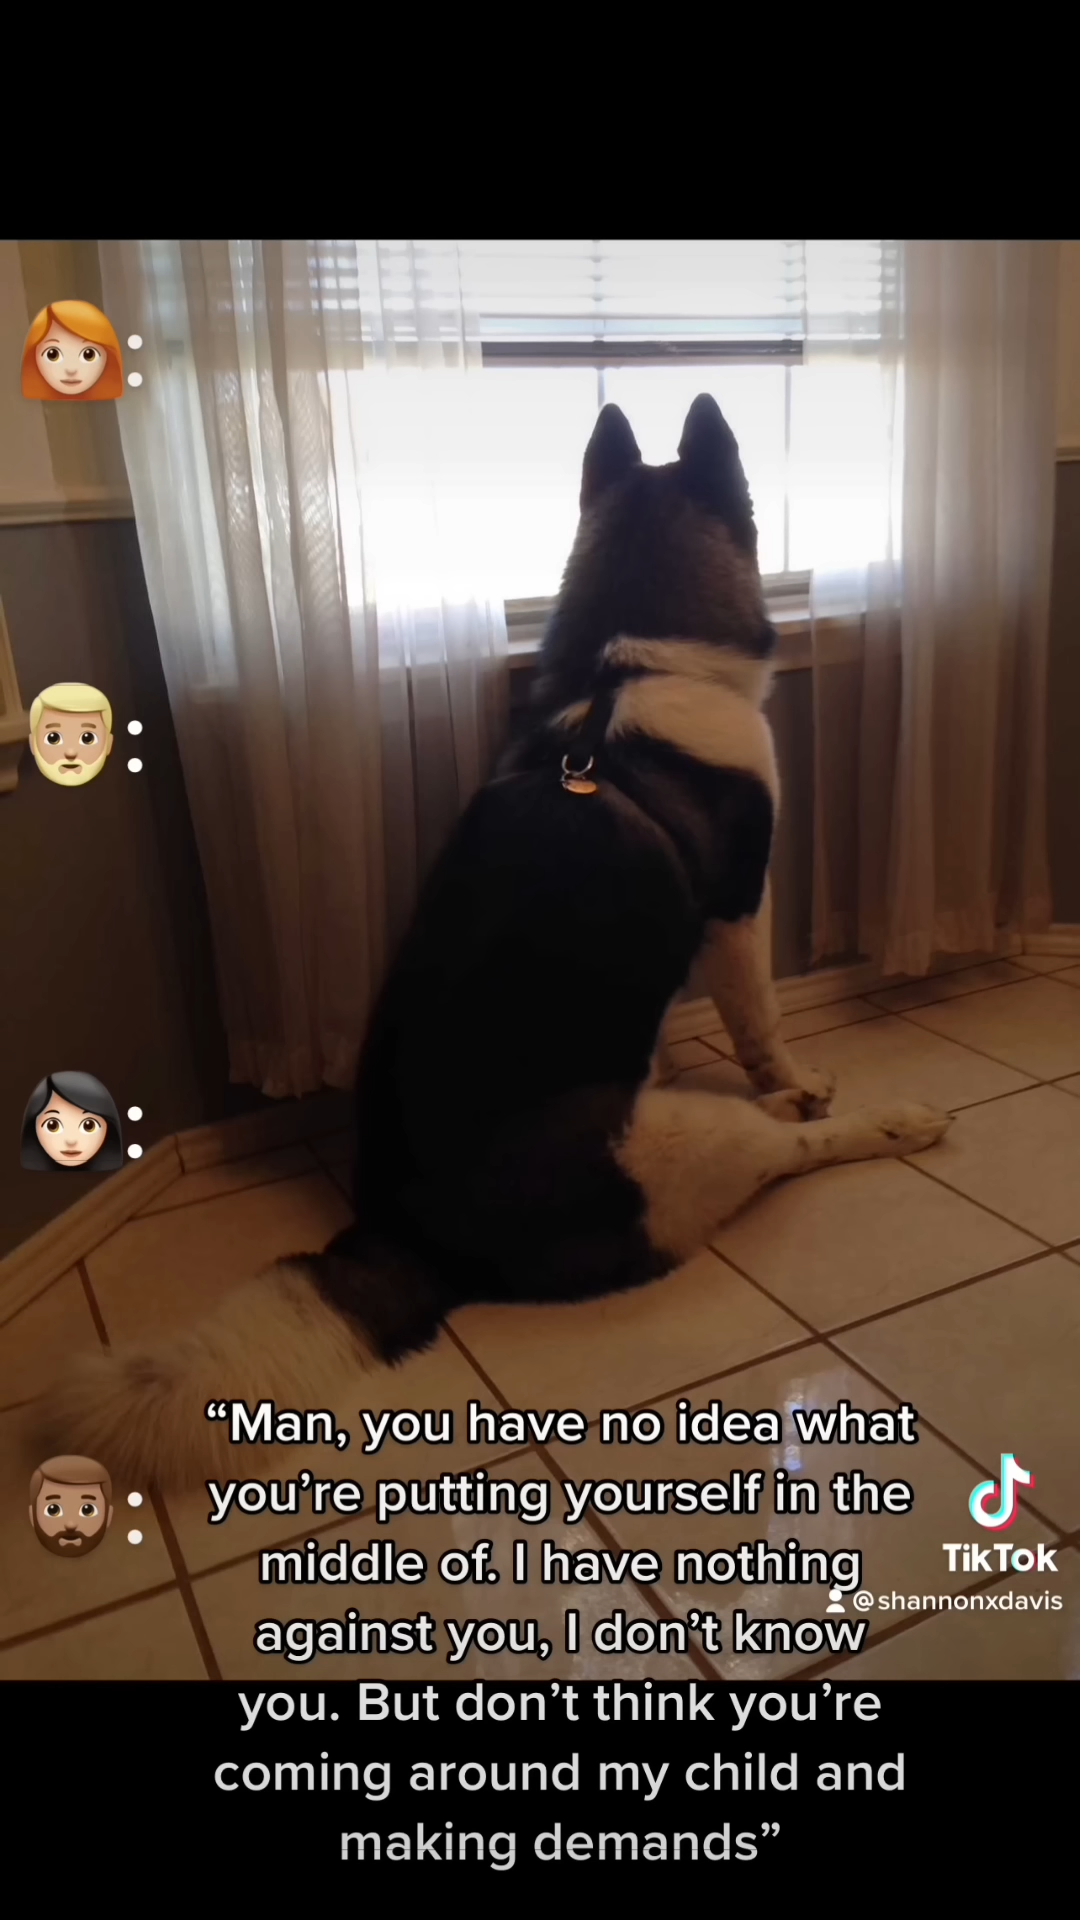 :
:
:
:
“Man, you have no idea what
you’re putting yourself in the
middle of. I have nothing
against you, I don’t know
you. But don’t think you’re
coming around my child and
making demands”
TikTok
@shannonxdavis